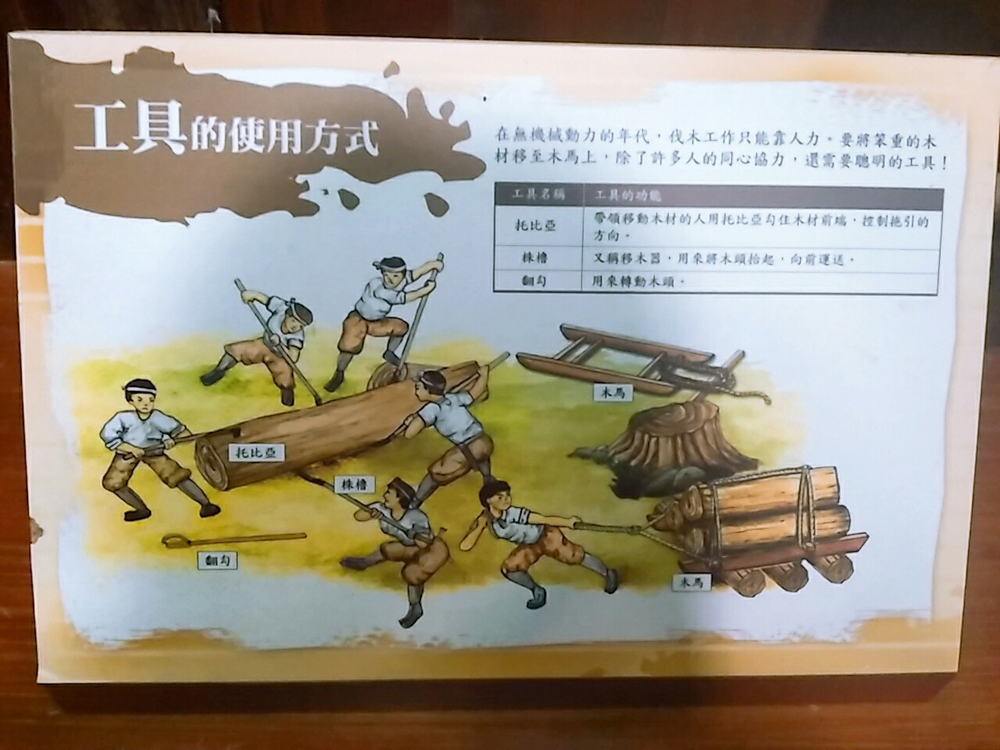 工具的使用方式
在無機械動力的年代，伐木工作只能靠人力。要將笨重的木
材移至木馬上，除了許多人的同心協力，還需要聰明的工具！
工具名稱 工具的功能
托比亞 帶領移動木材的人用托比亞勾住木材前端，控制拖引的
方向。
株櫓 又稱移木器，用來將木頭抬起，向前運送。
翻勾 用來轉動木頭。
木馬
托比亞
株櫓
翻勾
木馬